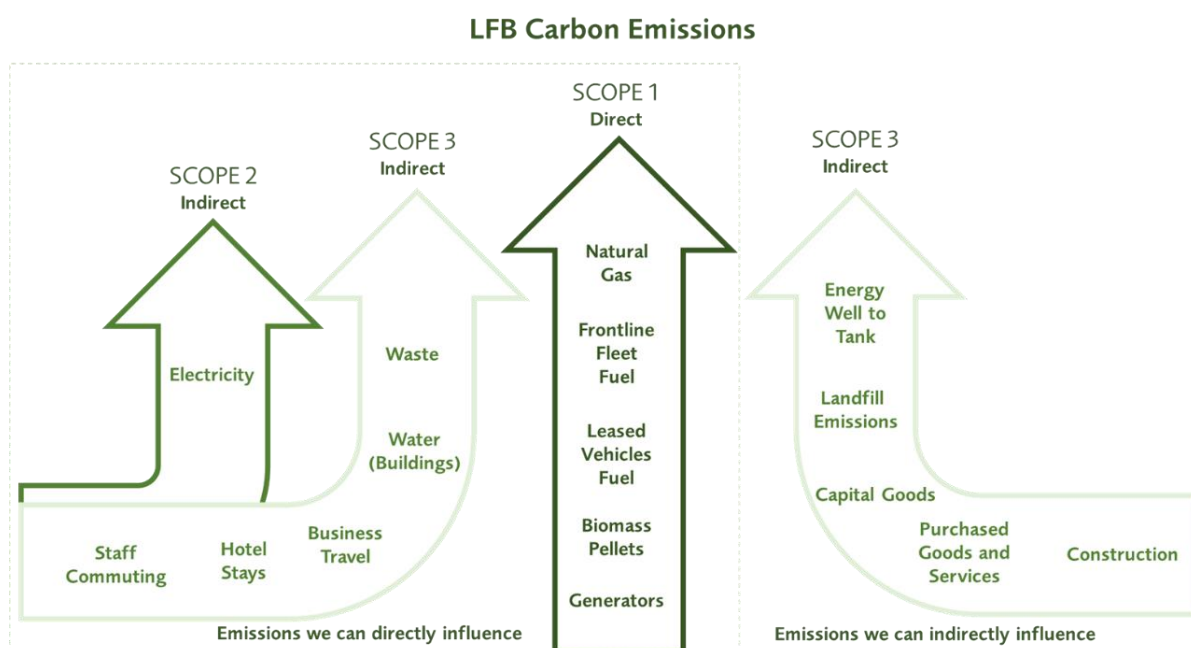 LFB Carbon Emissions
SCOPE 2
Indirect
Electricity
SCOPE 3
Indirect
Waste
Water
(Buildings)
Business
Travel
Hotel
Stays
Staff
Commuting
SCOPE 1
Direct
Natural
Gas
Frontline
Fleet
Fuel
Leased
Vehicles
Fuel
Biomass
Pellets
Generators
Emissions we can directly influence
SCOPE 3
Indirect
Energy
Well to
Tank
Landfill
Emissions
Capital Goods
Purchased
Goods and
Services
Construction
Emissions we can indirectly influence